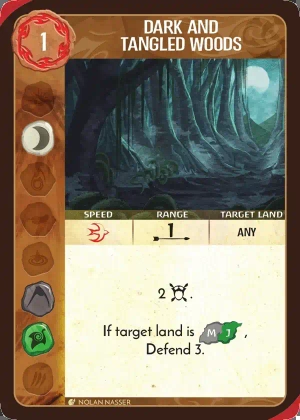 1
DARK AND
TANGLED WOODS
SPEED RANGE TARGET LAND
1 ANY
2 .
If target land is M J ,
Defend 3.
NOLAN NASSER